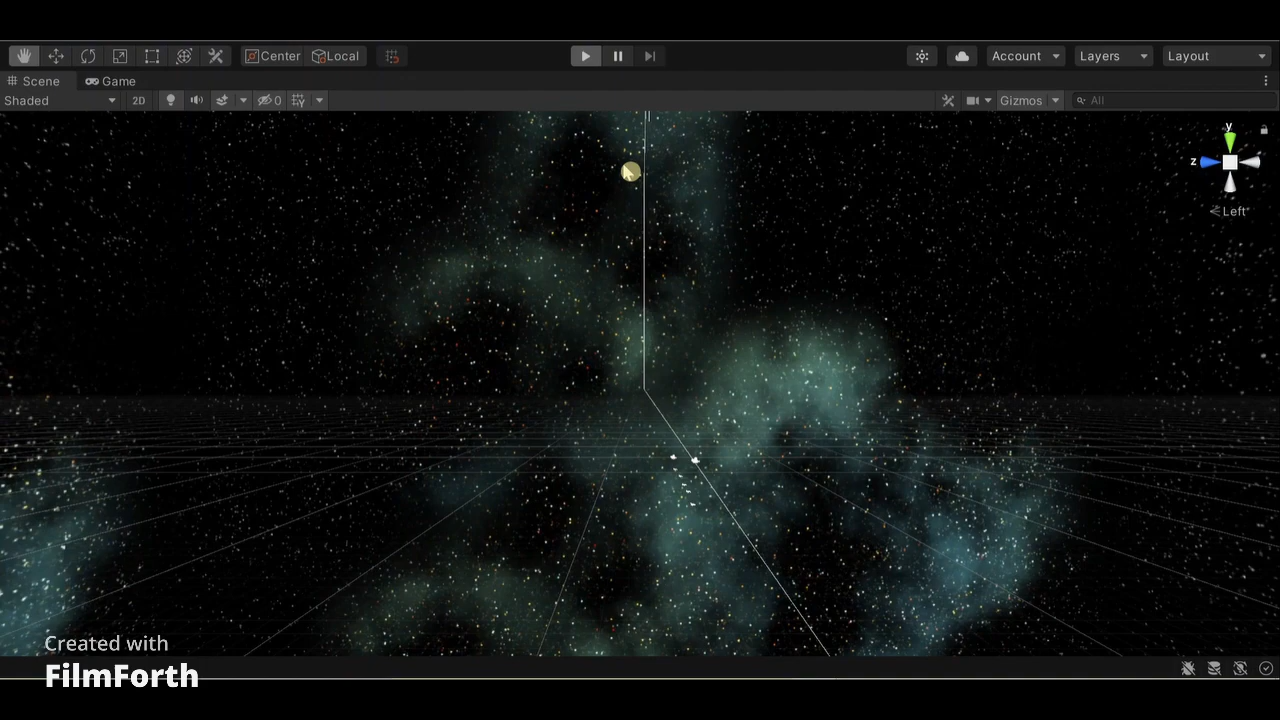 Center Local Account Layers Layout
Scene Game
Shaded 2D 0 Gizmos All
y
z
Left
Created with
FilmForth